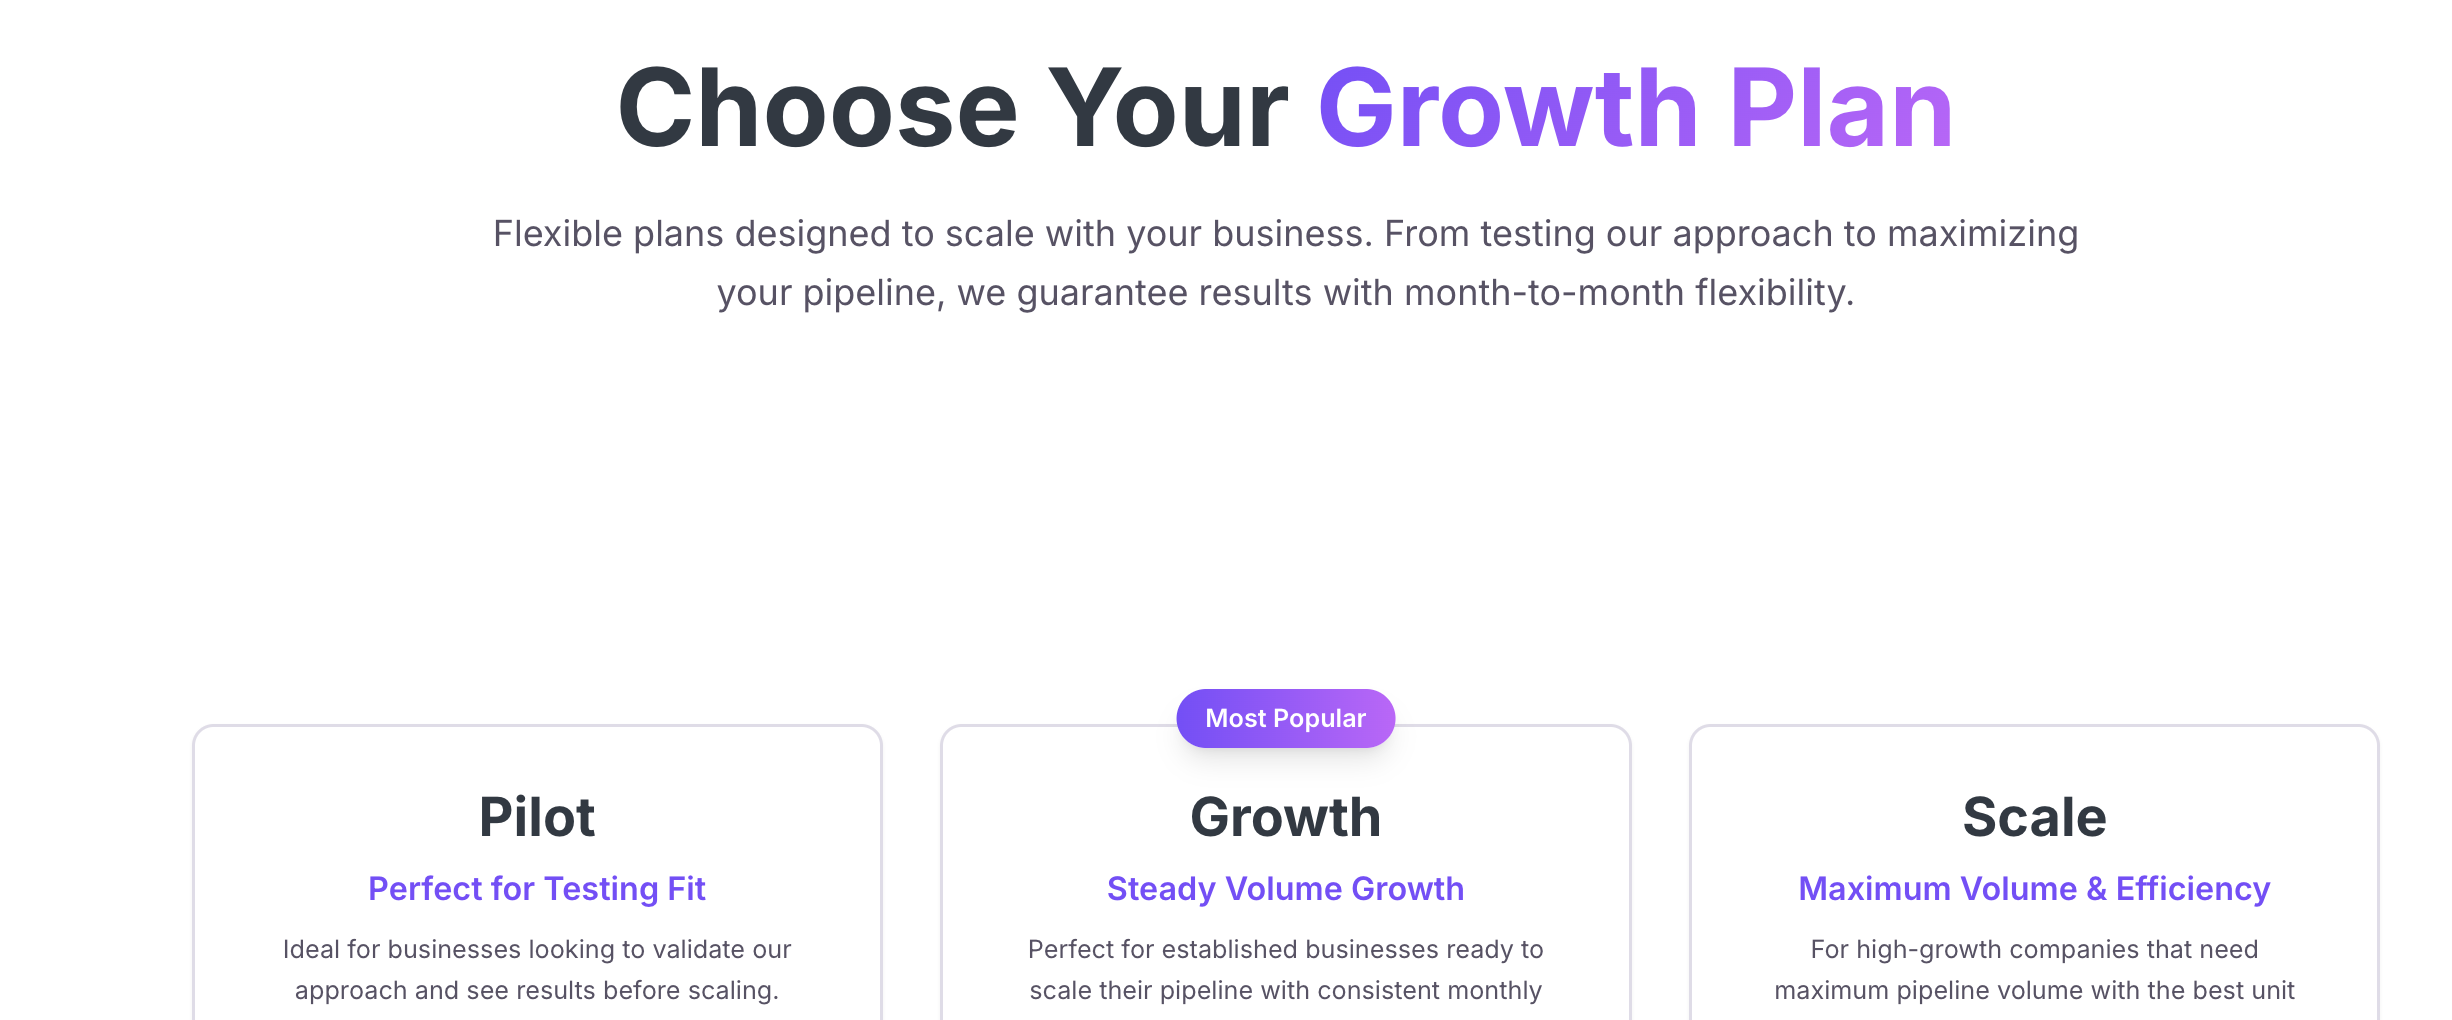 Choose Your Growth Plan
Flexible plans designed to scale with your business. From testing our approach to maximizing
your pipeline, we guarantee results with month-to-month flexibility.
Pilot
Perfect for Testing Fit
Ideal for businesses looking to validate our
approach and see results before scaling.
Most Popular
Growth
Steady Volume Growth
Perfect for established businesses ready to
scale their pipeline with consistent monthly
Scale
Maximum Volume & Efficiency
For high-growth companies that need
maximum pipeline volume with the best unit